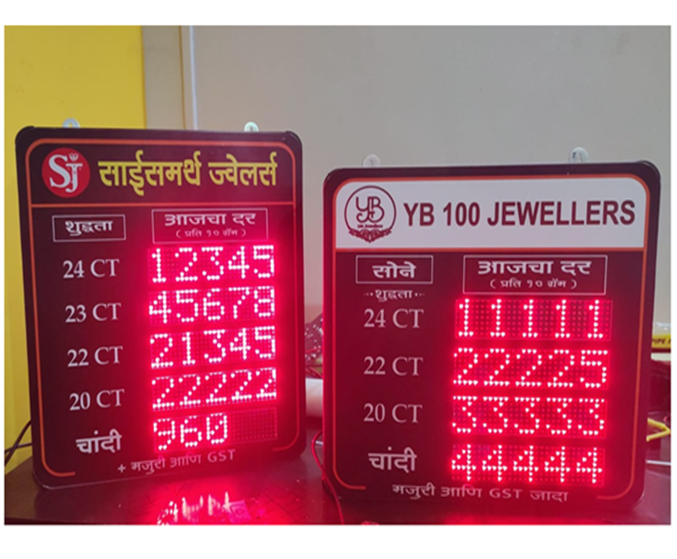 SJ साईसमर्थ ज्वेलर्स
शुद्धता आजचा दर
( प्रति १० ग्रॅम )
24 CT 12345
23 CT 45678
22 CT 21345
20 CT 22222
चांदी 960
+ मजुरी आणि GST
YB YB 100 JEWELLERS
सोने आजचा दर
शुद्धता ( प्रति १० ग्रॅम )
24 CT 11111
22 CT 22225
20 CT 33333
चांदी 44444
मजुरी आणि GST जादा